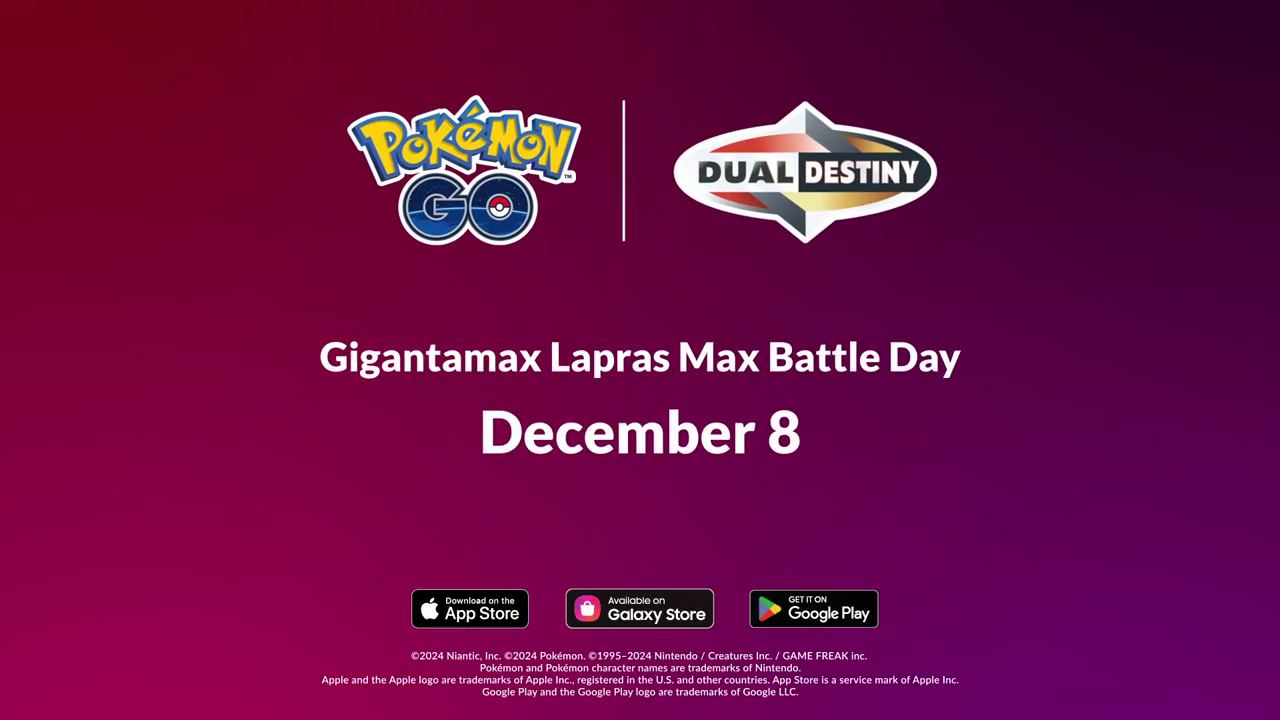 POKÉMON
GO
™
DUAL DESTINY
Gigantamax Lapras Max Battle Day
December 8
Download on the
App Store
Available on
Galaxy Store
GET IT ON
Google Play
©2024 Niantic, Inc. ©2024 Pokémon. ©1995–2024 Nintendo / Creatures Inc. / GAME FREAK inc.
Pokémon and Pokémon character names are trademarks of Nintendo.
Apple and the Apple logo are trademarks of Apple Inc., registered in the U.S. and other countries. App Store is a service mark of Apple Inc.
Google Play and the Google Play logo are trademarks of Google LLC.